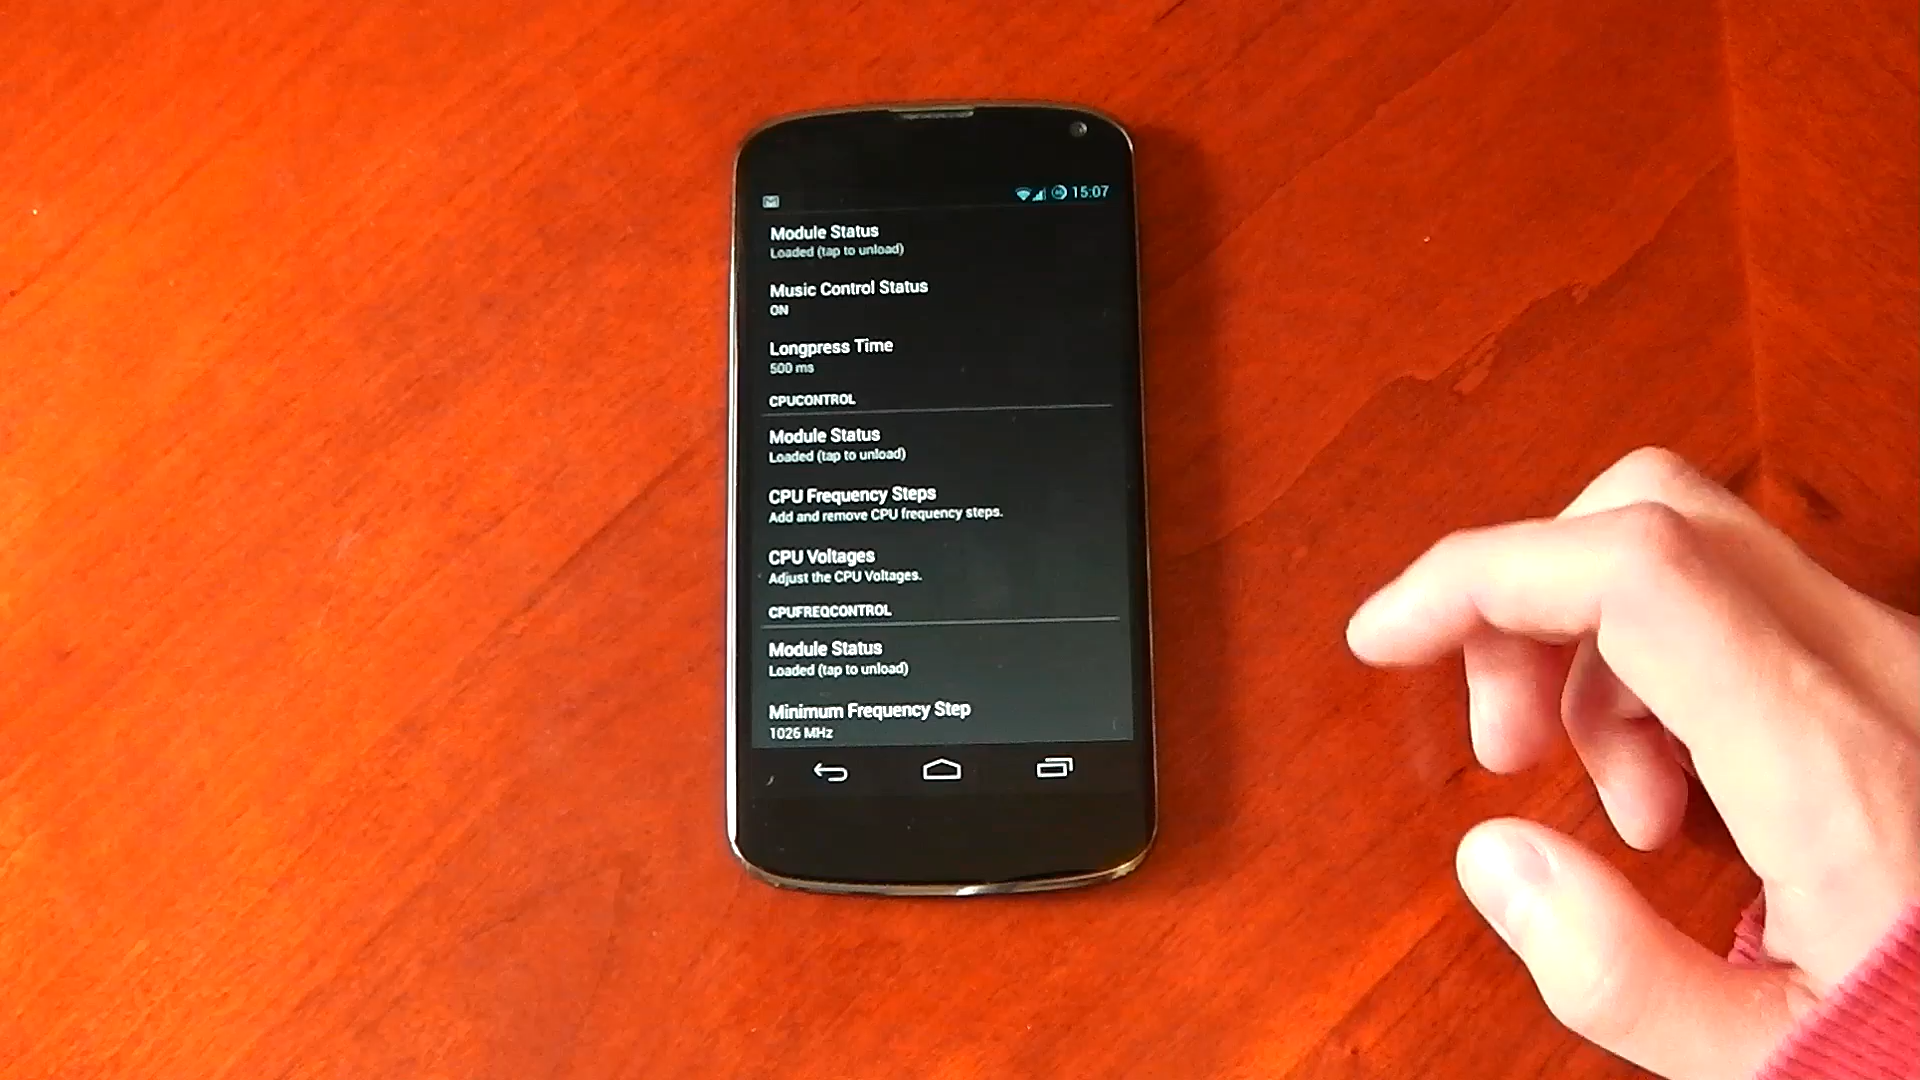 15:07
Module Status
Loaded (tap to unload)
Music Control Status
ON
Longpress Time
500 ms
CPUCONTROL
Module Status
Loaded (tap to unload)
CPU Frequency Steps
Add and remove CPU frequency steps.
CPU Voltages
Adjust the CPU Voltages.
CPUFREQCONTROL
Module Status
Loaded (tap to unload)
Minimum Frequency Step
1026 MHz